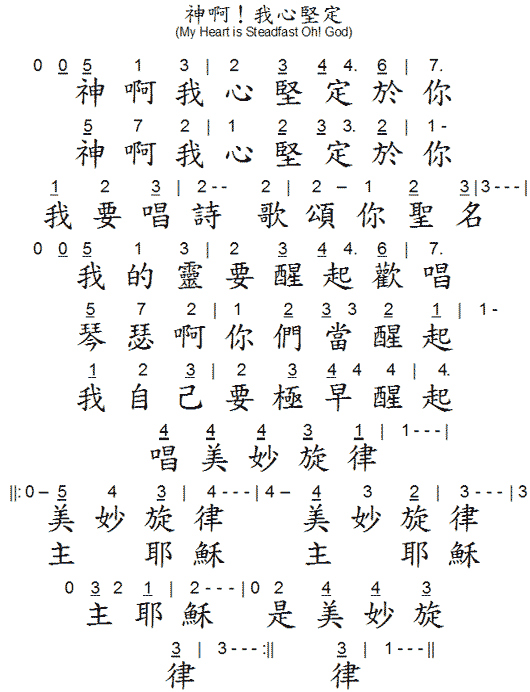 神啊！我心堅定
(My Heart is Steadfast Oh! God)
0 0 5 1 3 | 2 3 4 4. 6 | 7.
神啊我心堅定於你
5 7 2 | 1 2 3 3. 2 | 1 -
神啊我心堅定於你
1 2 3 | 2 - - 2 | 2 – 1 2 3 | 3 - - - |
我要唱詩歌頌你聖名
0 0 5 1 3 | 2 3 4 4. 6 | 7.
我的靈要醒起歡唱
5 7 2 | 1 2 3 3 2 1 | 1 -
琴瑟啊你們當醒起
1 2 3 | 2 3 4 4 4 | 4.
我自己要極早醒起
4 4 4 3 1 | 1 - - - |
唱美妙旋律
||: 0 – 5 4 3 | 4 - - - | 4 – 4 3 2 | 3 - - - | 3
美妙旋律 美妙旋律
主 耶穌 主 耶穌
0 3 2 1 | 2 - - - | 0 2 4 4 3
主耶穌 是美妙旋
3 | 3 - - - :|| 3 | 1 - - - ||
律 律